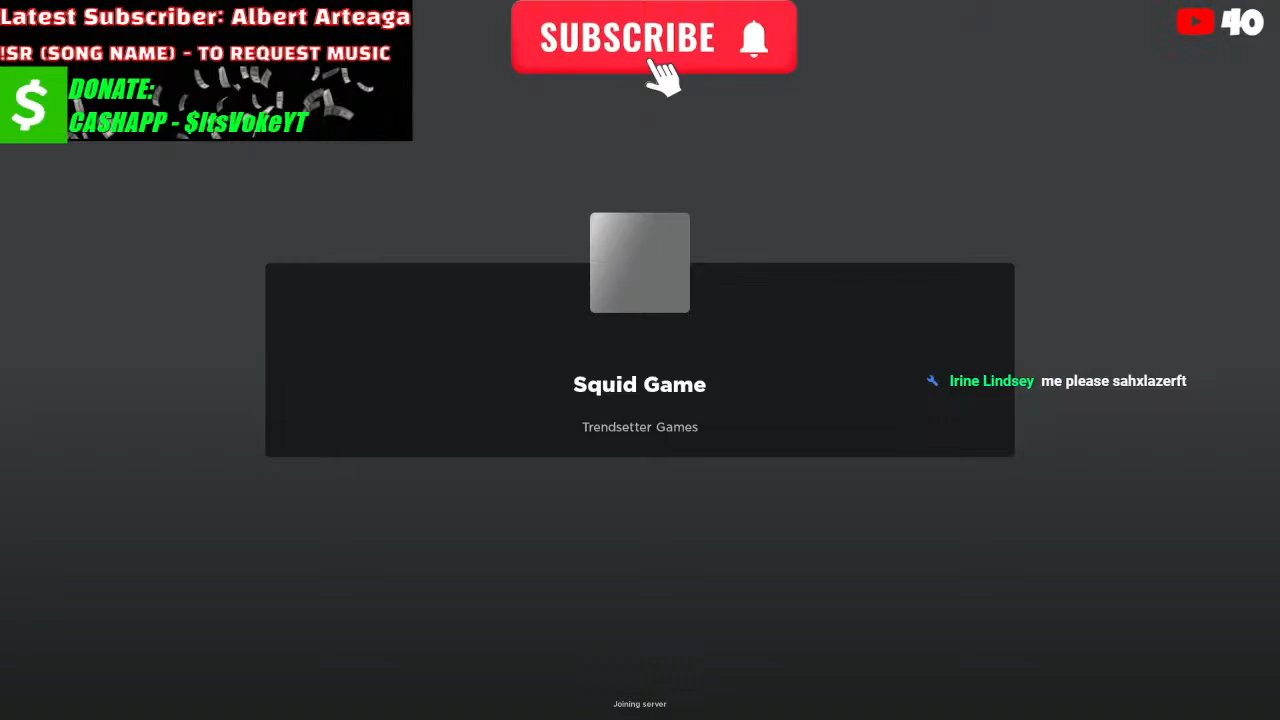 Latest Subscriber: Albert Arteaga
!SR (SONG NAME) - TO REQUEST MUSIC
DONATE:
CASHAPP - $ItsVokeYT
SUBSCRIBE
40
Squid Game
Trendsetter Games
Irine Lindsey me please sahxlazerft
Joining server